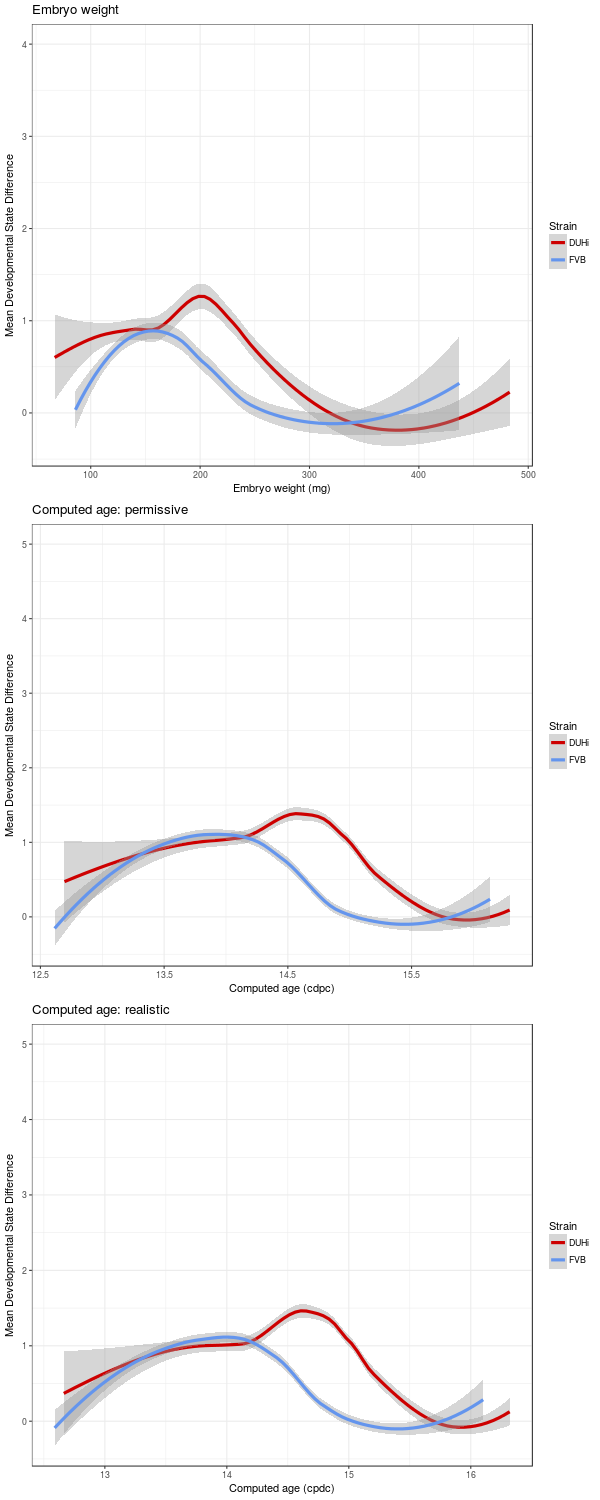 Embryo weight
4
3
2
1
0
Mean Developmental State Difference
100
200
300
400
500
Embryo weight (mg)
Strain
DUHi
FVB
Computed age: permissive
5
4
3
2
1
0
Mean Developmental State Difference
12.5
13.5
14.5
15.5
Computed age (cdpc)
Strain
DUHi
FVB
Computed age: realistic
5
4
3
2
1
0
Mean Developmental State Difference
13
14
15
16
Computed age (cpdc)
Strain
DUHi
FVB